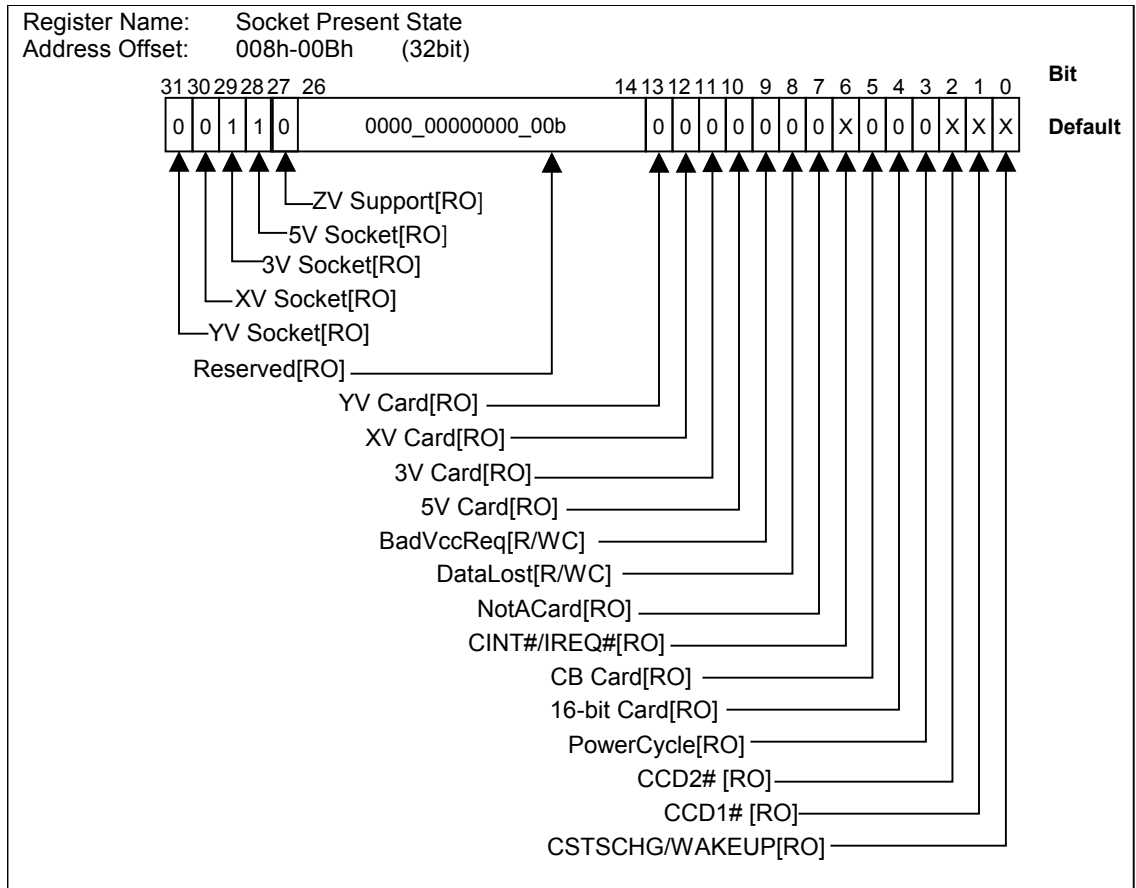 Register Name: Socket Present State
Address Offset: 008h-00Bh (32bit)
Bit
31 30 29 28 27 26 14 13 12 11 10 9 8 7 6 5 4 3 2 1 0
0 0 1 1 0 0000_00000000_00b 0 0 0 0 0 0 0 X 0 0 0 X X X Default
ZV Support[RO]
5V Socket[RO]
3V Socket[RO]
XV Socket[RO]
YV Socket[RO]
Reserved[RO]
YV Card[RO]
XV Card[RO]
3V Card[RO]
5V Card[RO]
BadVccReq[R/WC]
DataLost[R/WC]
NotACard[RO]
CINT#/IREQ#[RO]
CB Card[RO]
16-bit Card[RO]
PowerCycle[RO]
CCD2# [RO]
CCD1# [RO]
CSTSCHG/WAKEUP[RO]